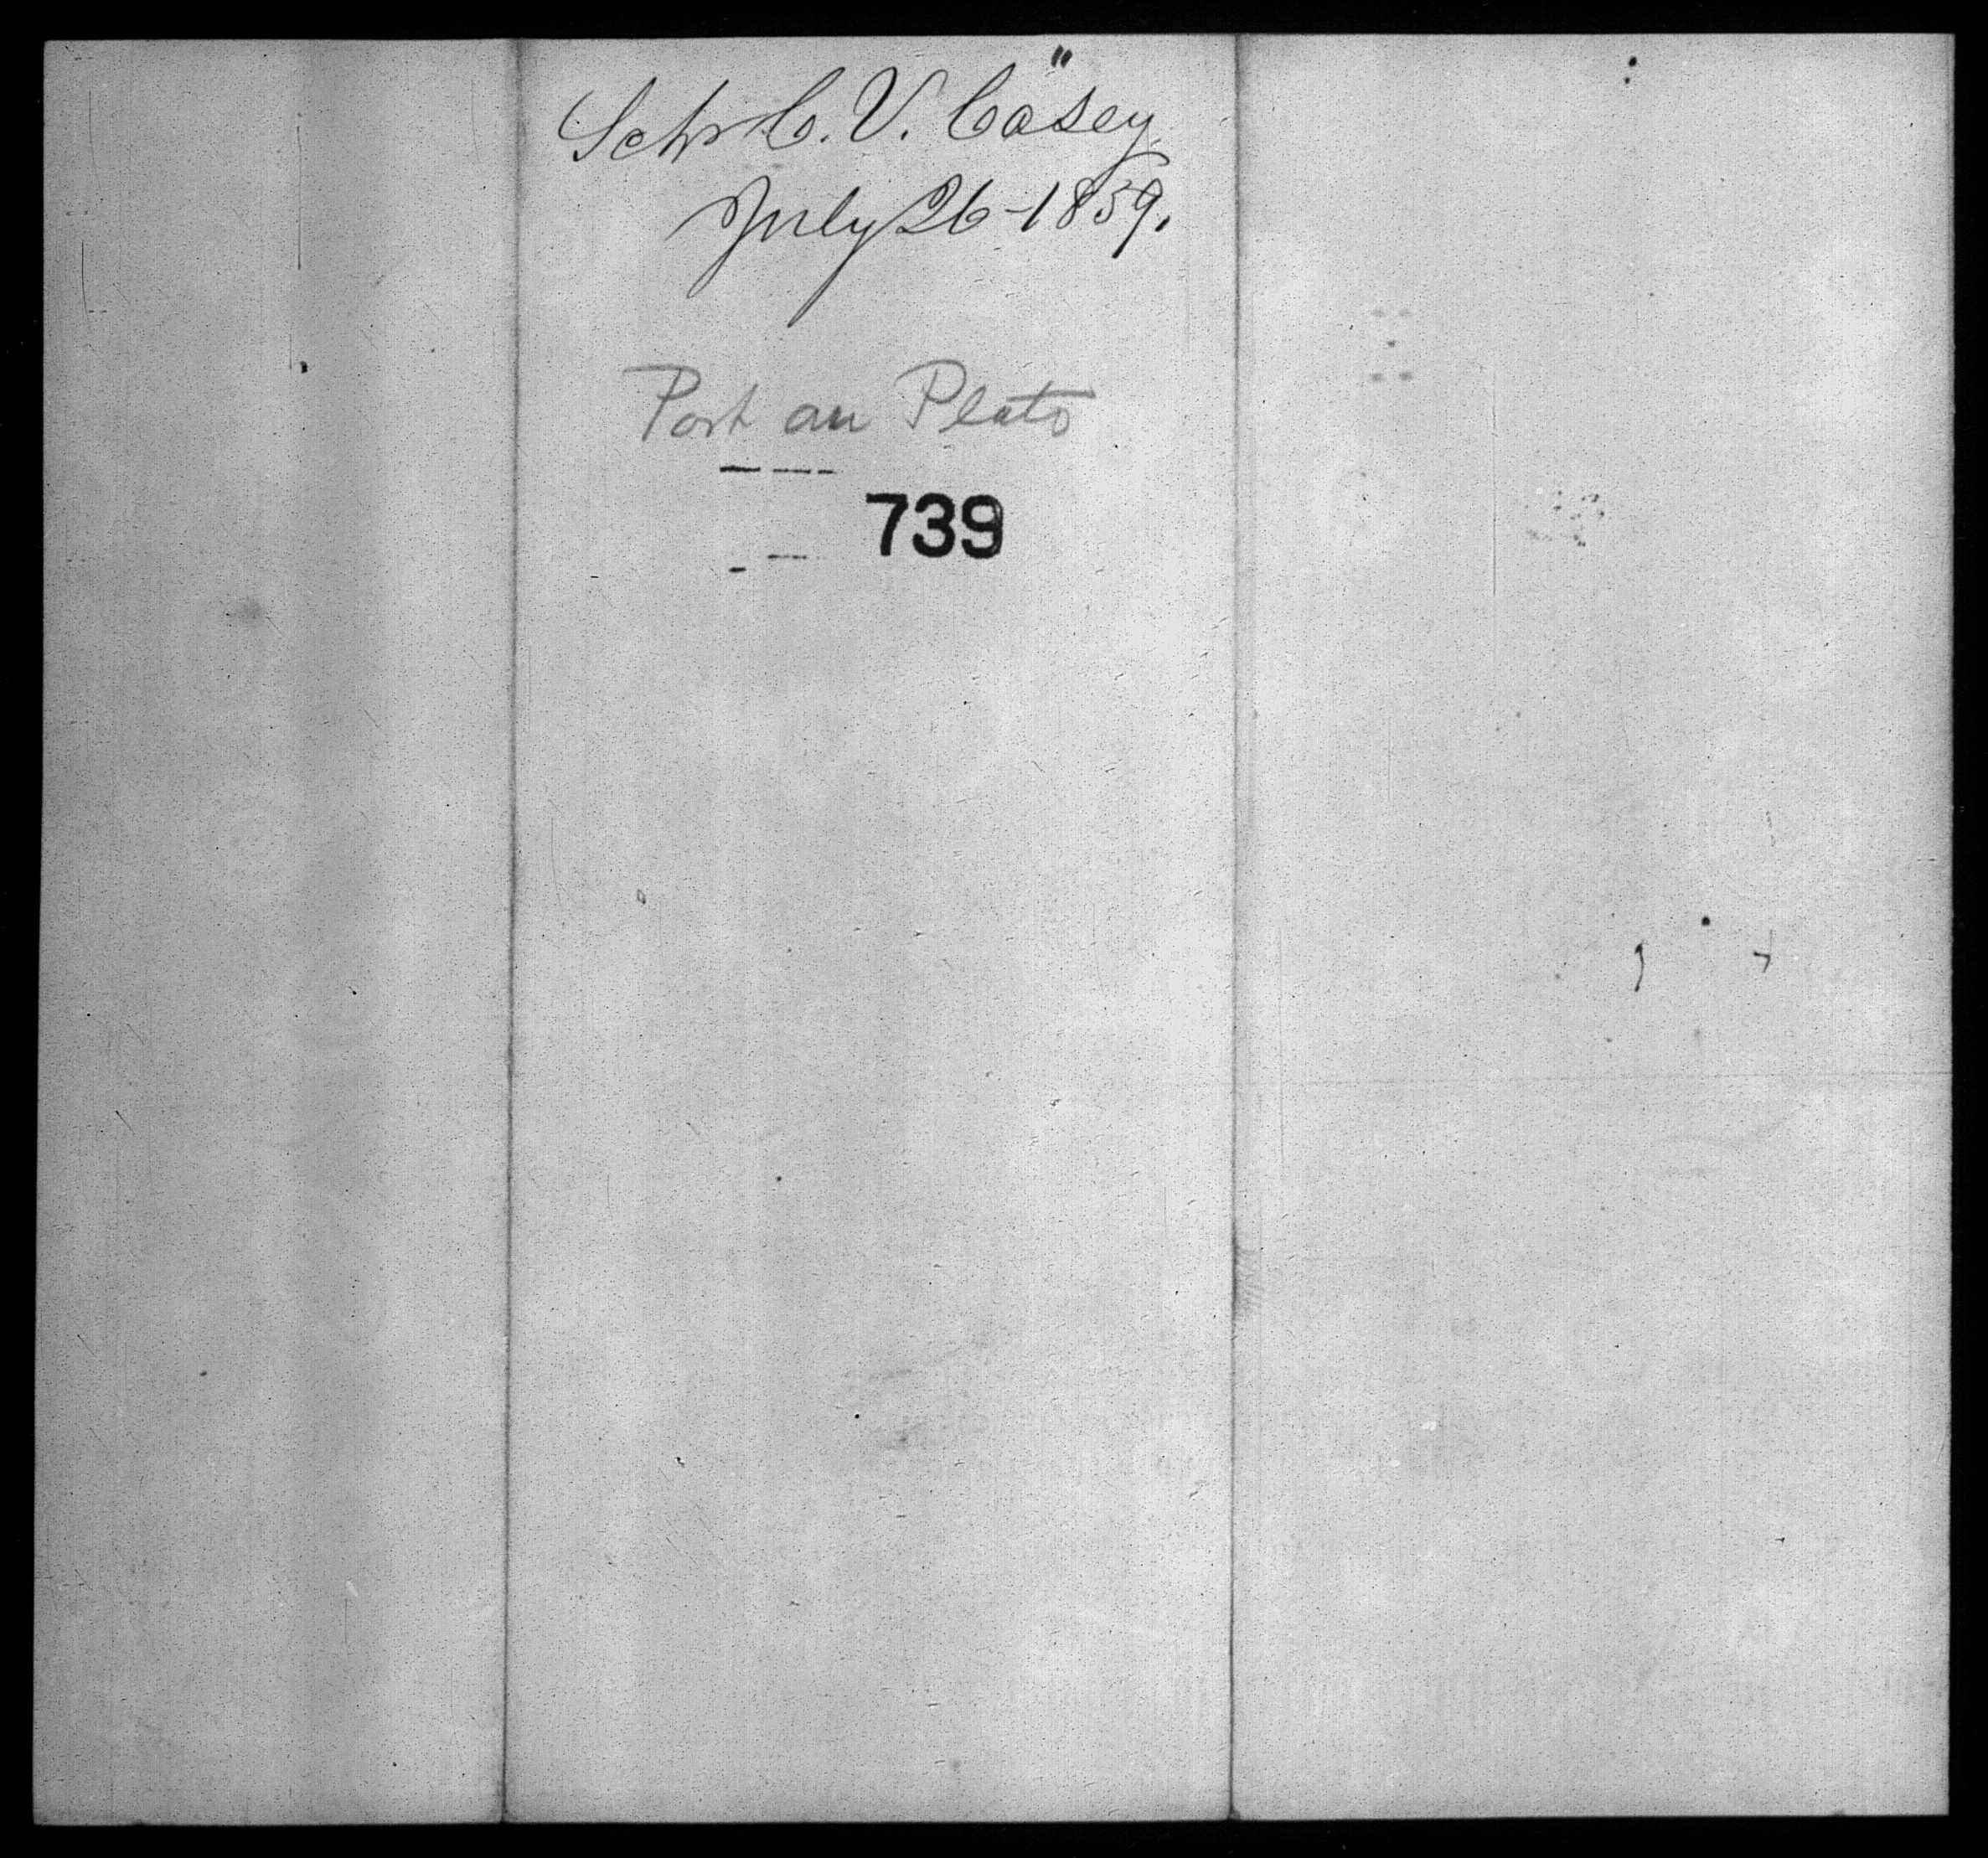 Schr C. V. Casey
July 26-1859.
Port au Plato
739